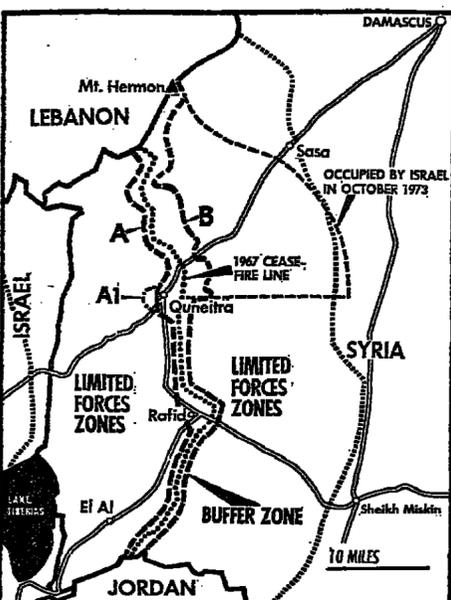 DAMASCUS
Mt. Hermon
LEBANON
Sasa
OCCUPIED BY ISRAEL
IN OCTOBER 1973
A
B
1967 CEASE-
FIRE LINE
A1
Quneitra
ISRAEL
SYRIA
LIMITED
FORCES
ZONES
LIMITED
FORCES
ZONES
Rafid
LAKE
TIBERIAS
El Al
BUFFER ZONE
Sheikh Miskin
10 MILES
JORDAN